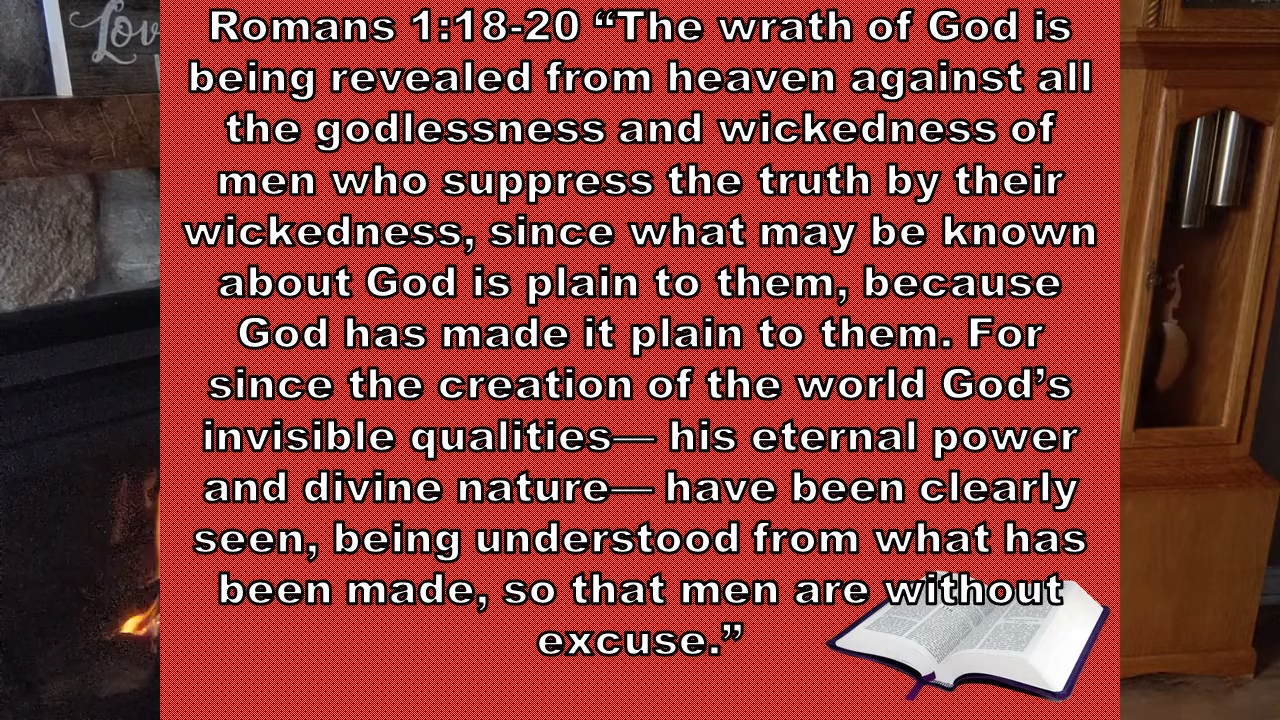 Lov
Romans 1:18-20 “The wrath of God is
being revealed from heaven against all
the godlessness and wickedness of
men who suppress the truth by their
wickedness, since what may be known
about God is plain to them, because
God has made it plain to them. For
since the creation of the world God’s
invisible qualities— his eternal power
and divine nature— have been clearly
seen, being understood from what has
been made, so that men are without
excuse.”